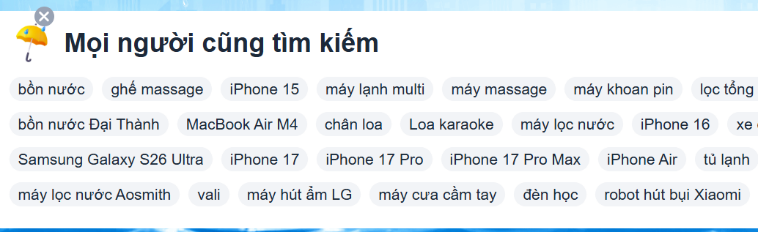 Mọi người cũng tìm kiếm
bồn nước ghế massage iPhone 15 máy lạnh multi máy massage máy khoan pin lọc tổng
bồn nước Đại Thành MacBook Air M4 chân loa Loa karaoke máy lọc nước iPhone 16 xe
Samsung Galaxy S26 Ultra iPhone 17 iPhone 17 Pro iPhone 17 Pro Max iPhone Air tủ lạnh
máy lọc nước Aosmith vali máy hút ẩm LG máy cưa cầm tay đèn học robot hút bụi Xiaomi